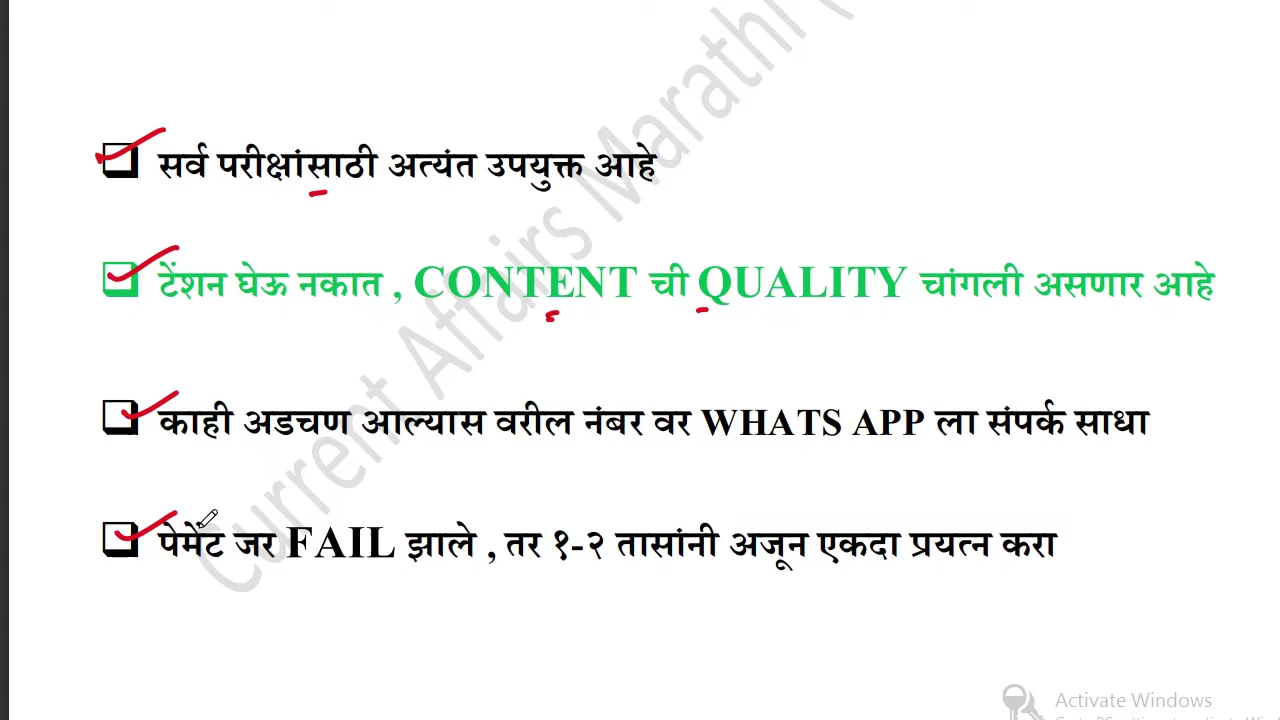 सर्व परीक्षांसाठी अत्यंत उपयुक्त आहे
टेंशन घेऊ नकात , CONTENT ची QUALITY चांगली असणार आहे
काही अडचण आल्यास वरील नंबर वर WHATS APP ला संपर्क साधा
पेमेंट जर FAIL झाले , तर १-२ तासांनी अजून एकदा प्रयत्न करा
Current Affairs Marathi
Activate Windows